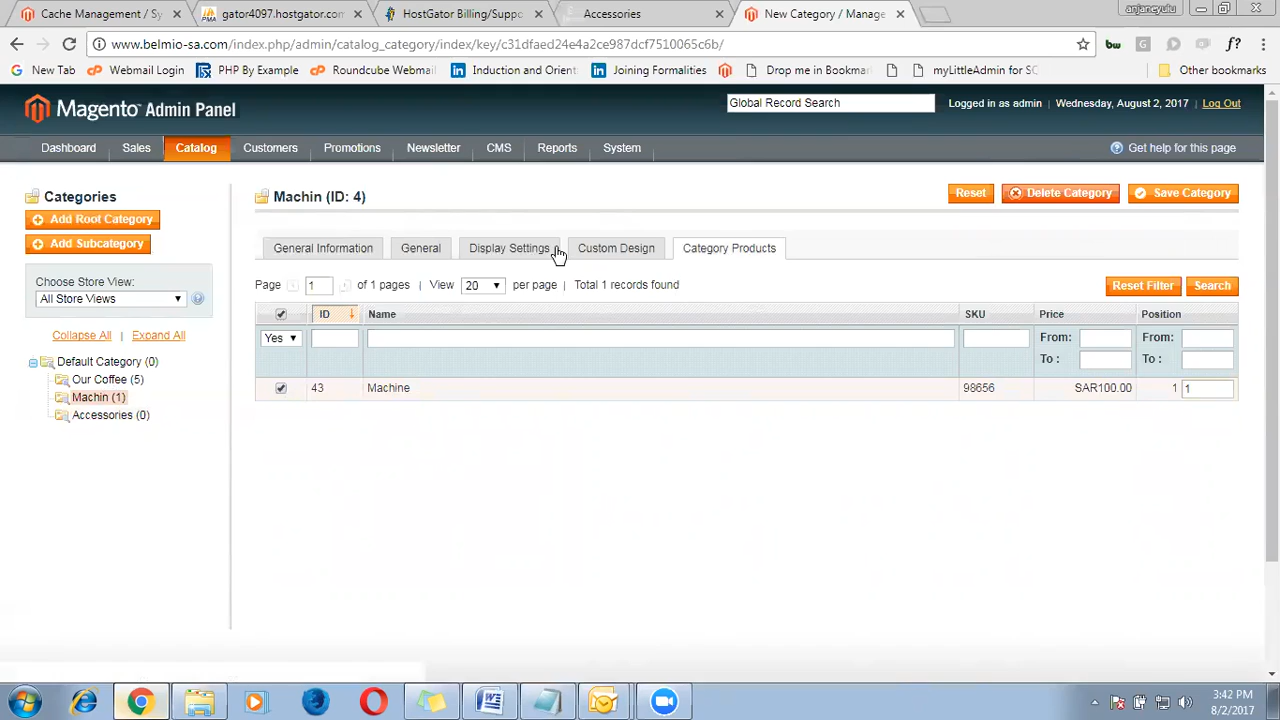 Cache Management / Sy
gator4097.hostgator.com
HostGator Billing/Suppo
Accessories
New Category / Manage
anjaneyulu
www.belmio-sa.com/index.php/admin/catalog_category/index/key/c31dfaed24e4a2ce987dcf7510065c6b/
New Tab
Webmail Login
PHP By Example
Roundcube Webmail
Induction and Orient
Joining Formalities
Drop me in Bookmar
myLittleAdmin for SC
Other bookmarks
Magento Admin Panel
Global Record Search
Logged in as admin | Wednesday, August 2, 2017 | Log Out
Dashboard Sales Catalog Customers Promotions Newsletter CMS Reports System
Get help for this page
Categories
Add Root Category
Add Subcategory
Choose Store View:
All Store Views
Collapse All | Expand All
Default Category (0)
Our Coffee (5)
Machin (1)
Accessories (0)
Machin (ID: 4)
Reset
Delete Category
Save Category
General Information
General
Display Settings
Custom Design
Category Products
Page 1 of 1 pages | View 20 per page | Total 1 records found
Reset Filter
Search
ID Name SKU Price Position
Yes
From:
To :
From:
To :
43 Machine 98656 SAR100.00 1 1
3:42 PM
8/2/2017